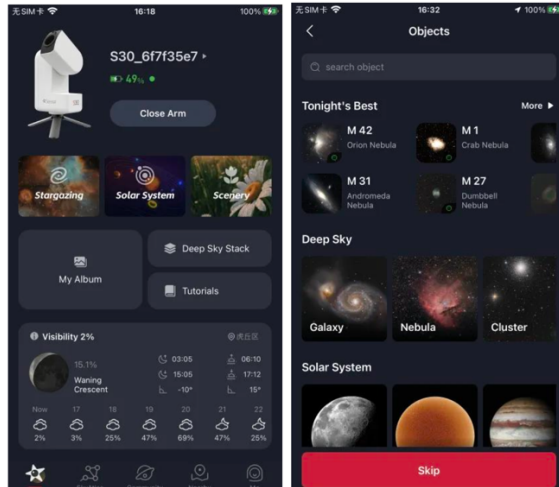 无SIM卡
16:18
100%
S30_6f7f35e7
49%
Close Arm
Stargazing
Solar System
Scenery
My Album
Deep Sky Stack
Tutorials
Visibility 2%
虎丘区
15.1%
Waning
Crescent
03:05
06:10
15:05
17:12
-10°
15°
Now
17
18
19
20
21
22
2%
3%
25%
47%
69%
47%
25%
无SIM卡
16:32
100%
Objects
search object
Tonight's Best
More
M 42
Orion Nebula
M 1
Crab Nebula
M 31
Andromeda
Nebula
M 27
Dumbbell
Nebula
Deep Sky
Galaxy
Nebula
Cluster
Solar System
Skip